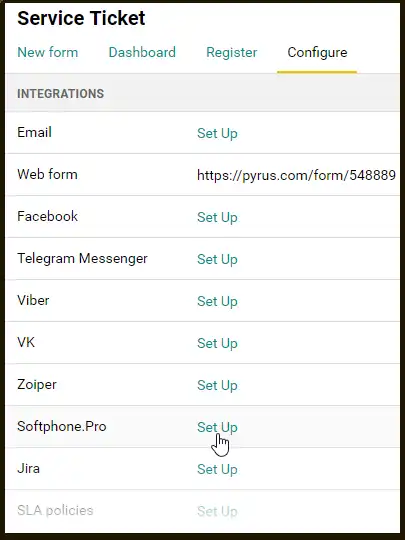 Service Ticket
New form Dashboard Register Configure
INTEGRATIONS
Email Set Up
Web form https://pyrus.com/form/548889
Facebook Set Up
Telegram Messenger Set Up
Viber Set Up
VK Set Up
Zoiper Set Up
Softphone.Pro Set Up
Jira Set Up
SLA policies Set Up